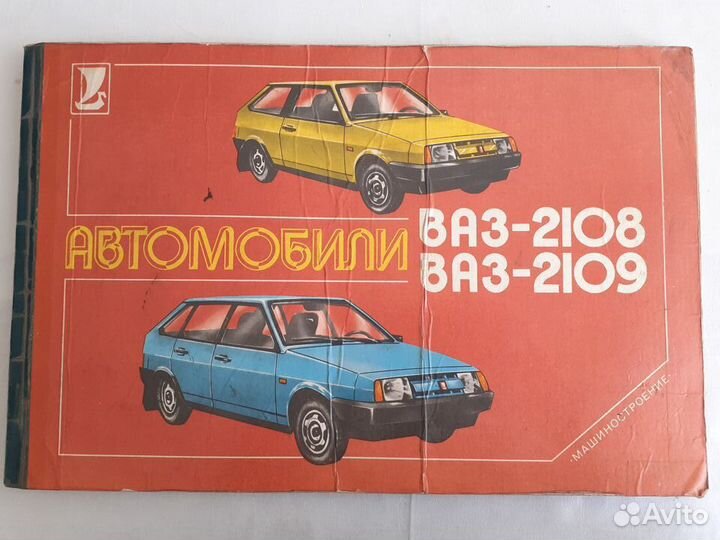 АВТОМОБИЛИ
ВАЗ-2108
ВАЗ-2109
·МАШИНОСТРОЕНИЕ·
Avito